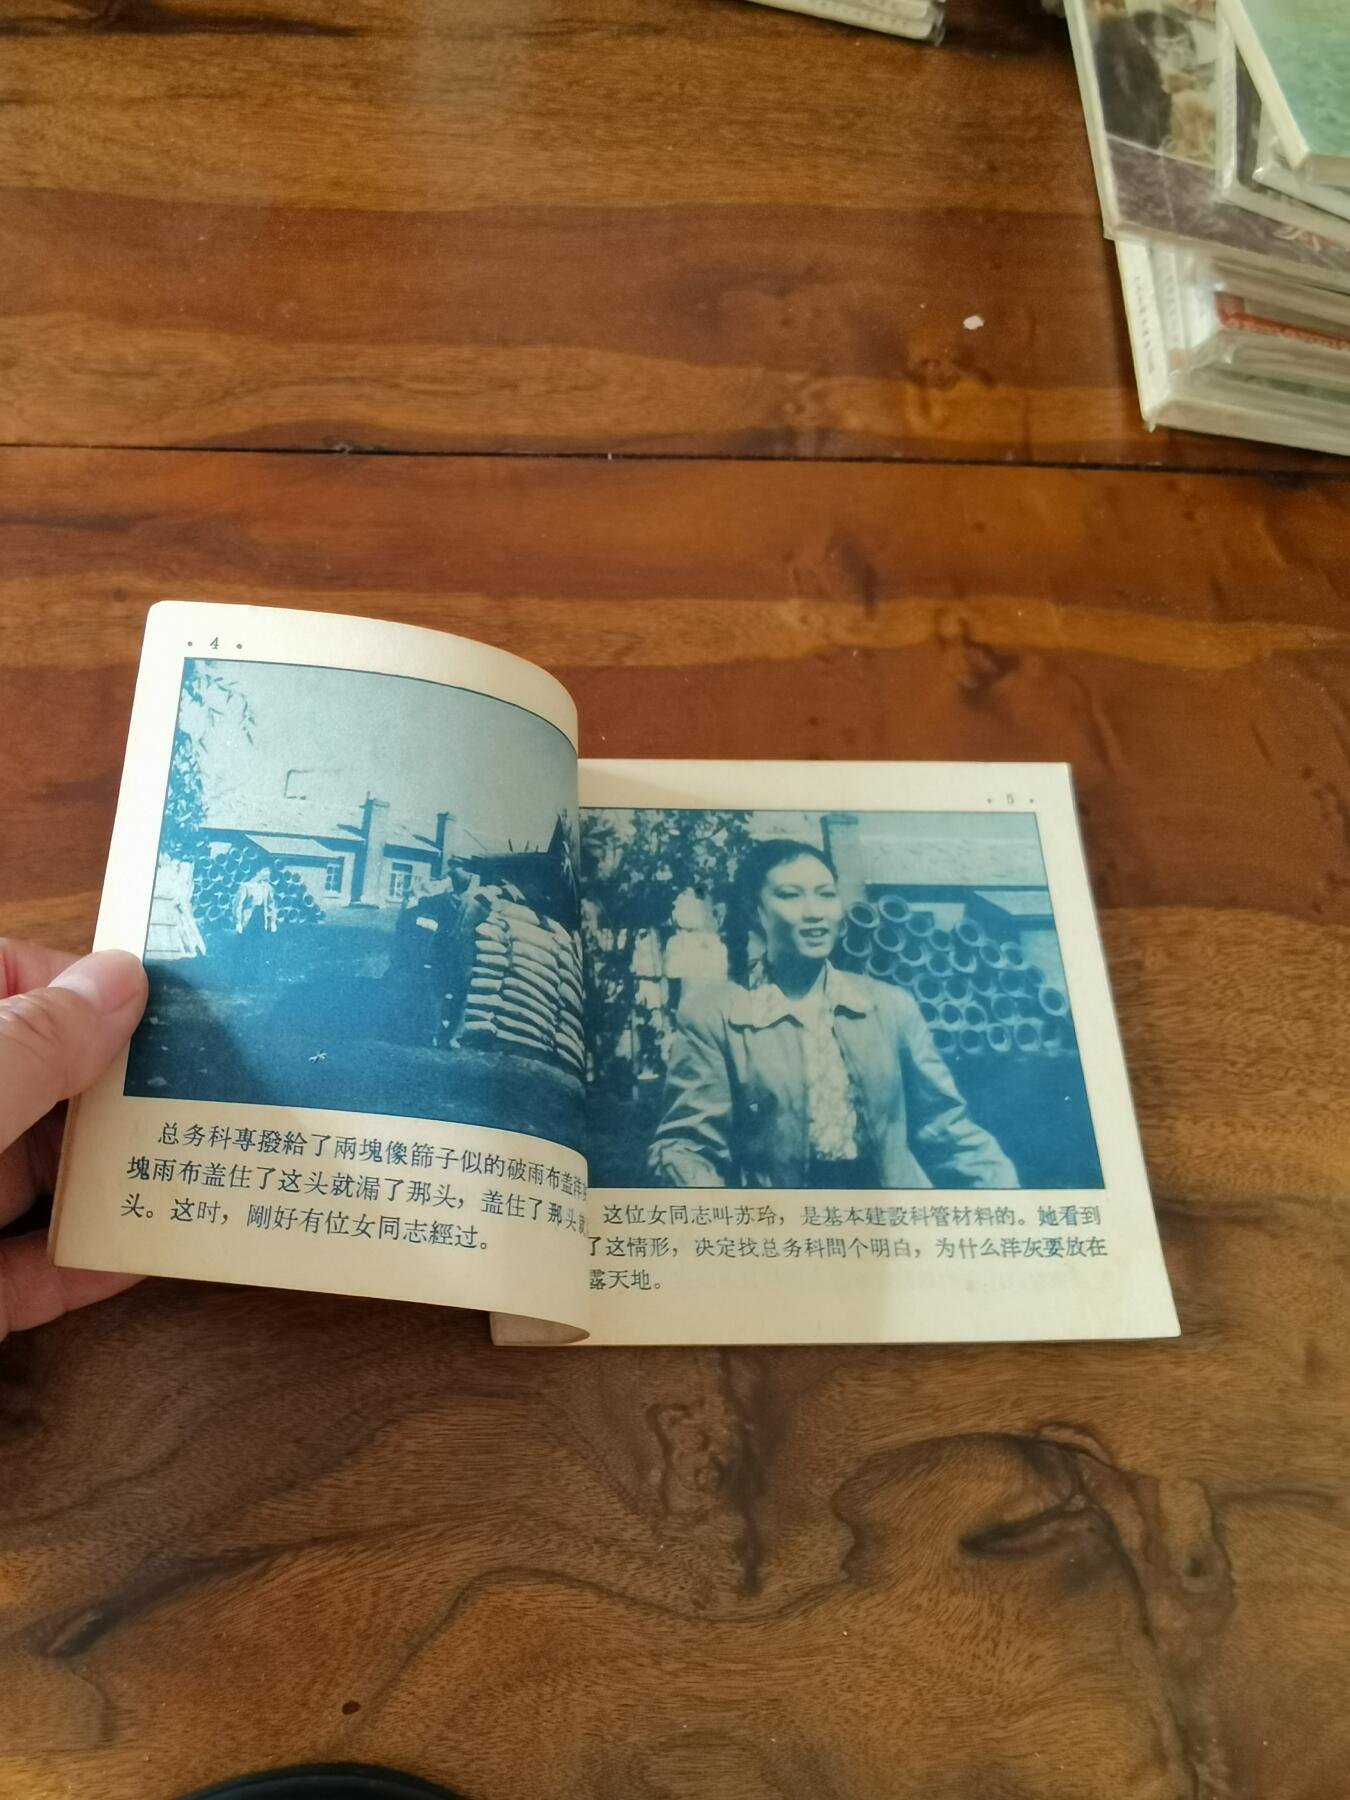 • 4 •
总务科專撥給了兩塊像篩子似的破雨布盖洋
塊雨布盖住了这头就漏了那头，盖住了那头就
头。这时，剛好有位女同志經过。
• 5 •
这位女同志叫苏玲，是基本建設科管材料的。她看到
了这情形，决定找总务科問个明白，为什么洋灰要放在
露天地。